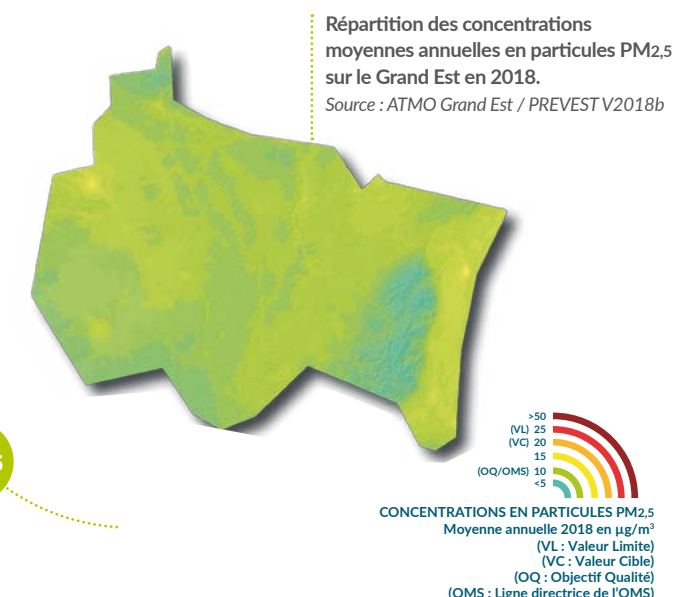 Répartition des concentrations
moyennes annuelles en particules PM2,5
sur le Grand Est en 2018.
Source : ATMO Grand Est / PREVEST V2018b
>50
(VL) 25
(VC) 20
15
(OQ/OMS) 10
<5
CONCENTRATIONS EN PARTICULES PM2,5
Moyenne annuelle 2018 en µg/m³
(VL : Valeur Limite)
(VC : Valeur Cible)
(OQ : Objectif Qualité)
(OMS : Ligne directrice de l'OMS)